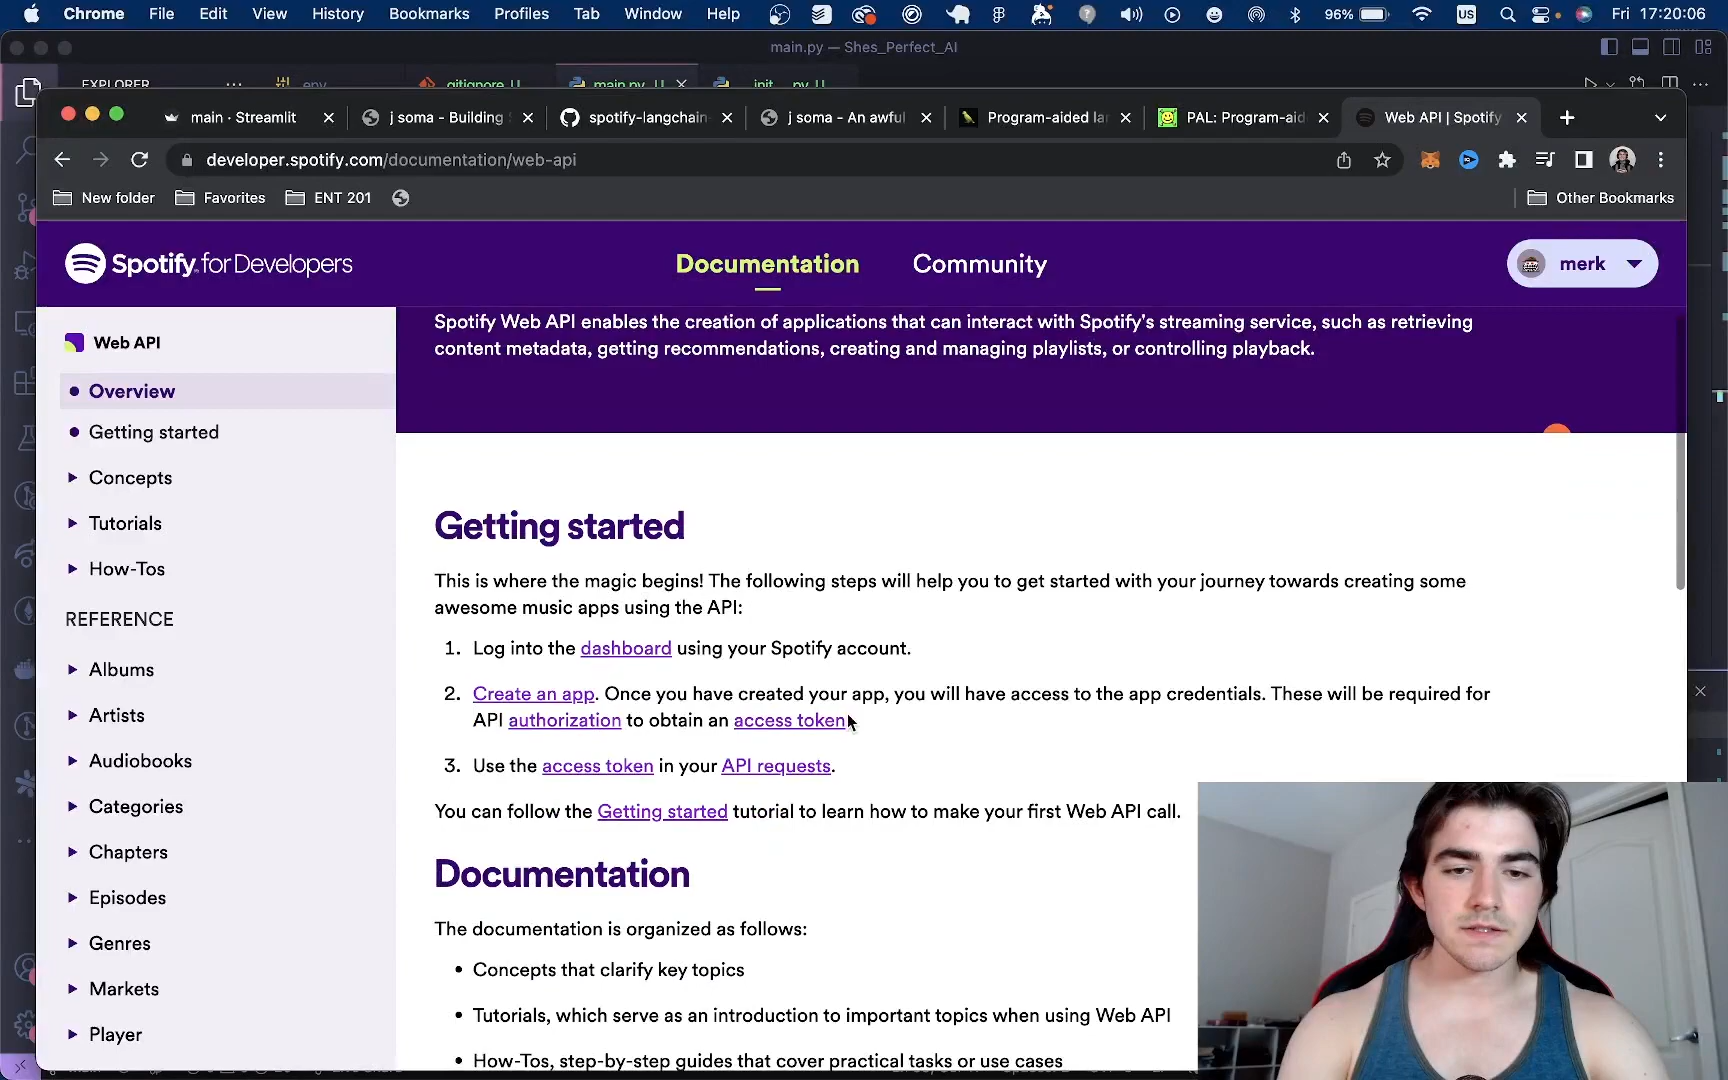 Chrome File Edit View History Bookmarks Profiles Tab Window Help 96% US Fri 17:20:06
main.py — Shes_Perfect_AI
EXPLORER ... .env .gitignore U main.py U __init__.py U
main · Streamlit
j soma - Building
spotify-langchain-
j soma - An awful
Program-aided la
PAL: Program-aid
Web API | Spotify
developer.spotify.com/documentation/web-api
New folder Favorites ENT 201 Other Bookmarks
Spotify for Developers
Documentation Community
merk
Web API
Overview
Getting started
Concepts
Tutorials
How-Tos
REFERENCE
Albums
Artists
Audiobooks
Categories
Chapters
Episodes
Genres
Markets
Player
Spotify Web API enables the creation of applications that can interact with Spotify's streaming service, such as retrieving
content metadata, getting recommendations, creating and managing playlists, or controlling playback.
Getting started
This is where the magic begins! The following steps will help you to get started with your journey towards creating some
awesome music apps using the API:
1. Log into the dashboard using your Spotify account.
2. Create an app. Once you have created your app, you will have access to the app credentials. These will be required for
API authorization to obtain an access token
3. Use the access token in your API requests.
You can follow the Getting started tutorial to learn how to make your first Web API call.
Documentation
The documentation is organized as follows:
• Concepts that clarify key topics
• Tutorials, which serve as an introduction to important topics when using Web API
• How-Tos, step-by-step guides that cover practical tasks or use cases